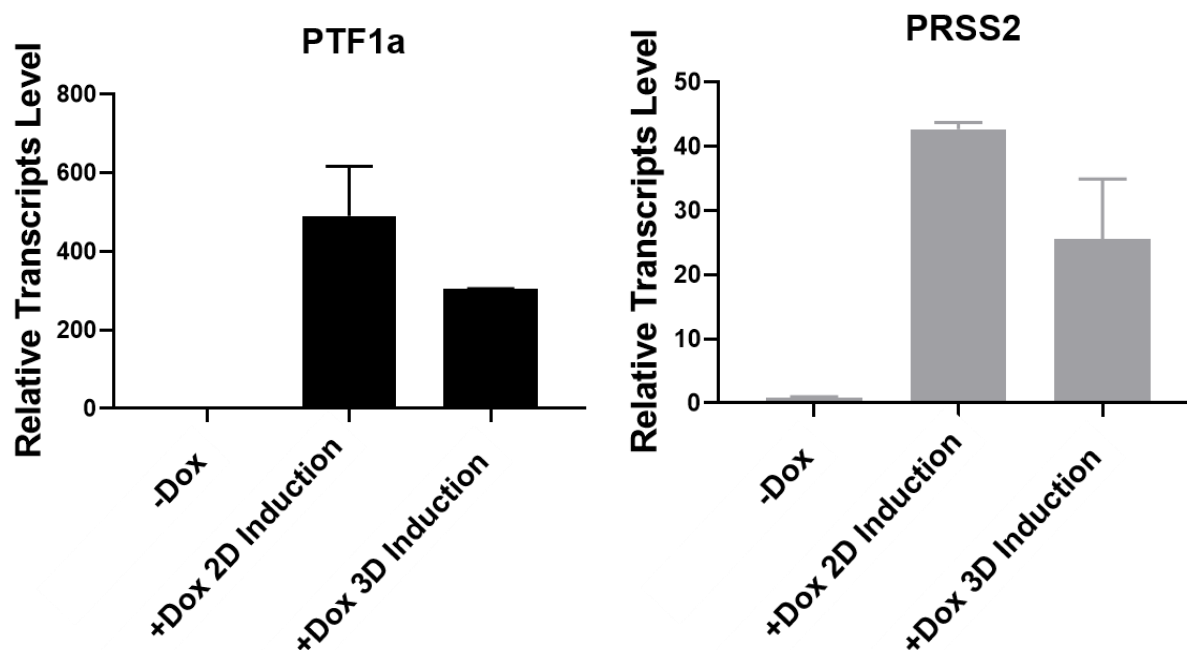 PTF1a
Relative Transcripts Level
800
600
400
200
0
-Dox
+Dox 2D Induction
+Dox 3D Induction
PRSS2
Relative Transcripts Level
50
40
30
20
10
0
-Dox
+Dox 2D Induction
+Dox 3D Induction